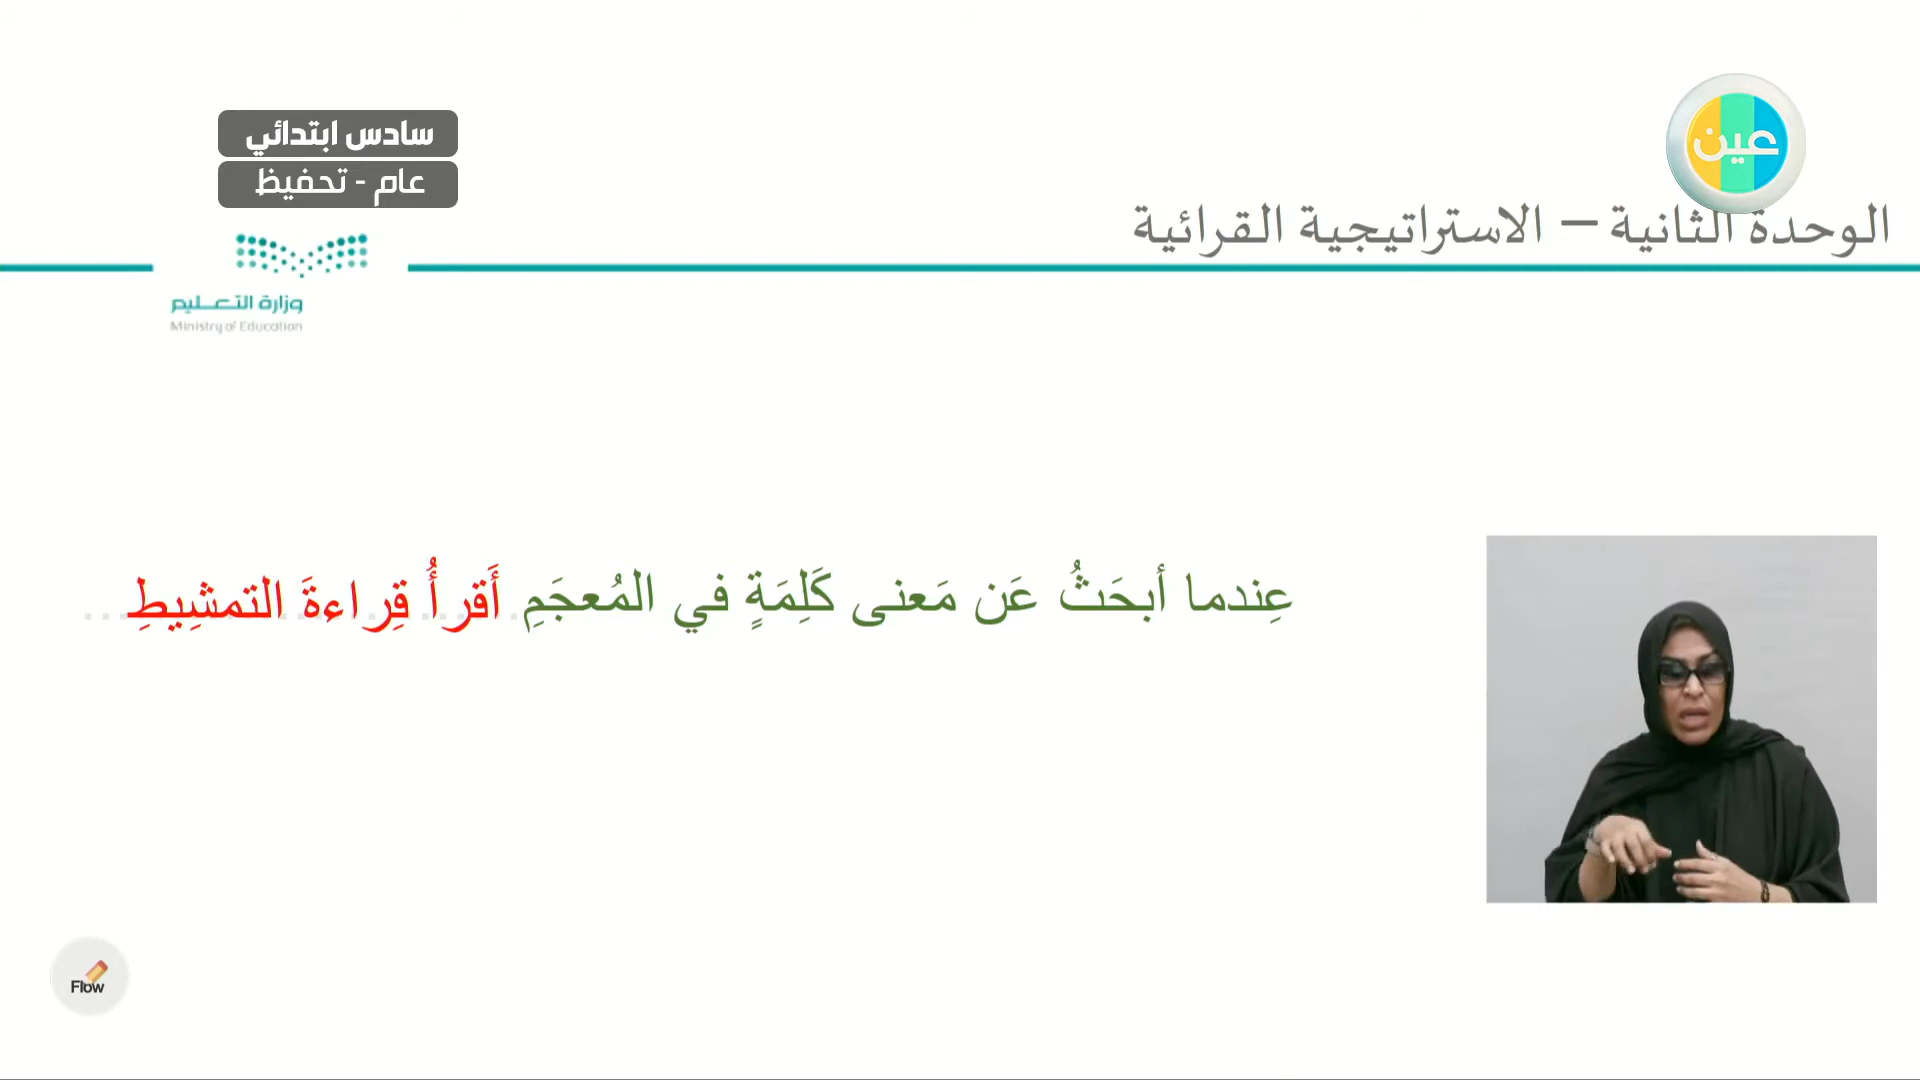 سادس ابتدائي
عام - تحفيظ
عين
الوحدة الثانية – الاستراتيجية القرائية
وزارة التعـــليم
Ministry of Education
عِندما أبحَثُ عَن مَعنى كَلِمَةٍ في المُعجَمِ أَقرأُ قِراءةَ التمشِيطِ
Flow